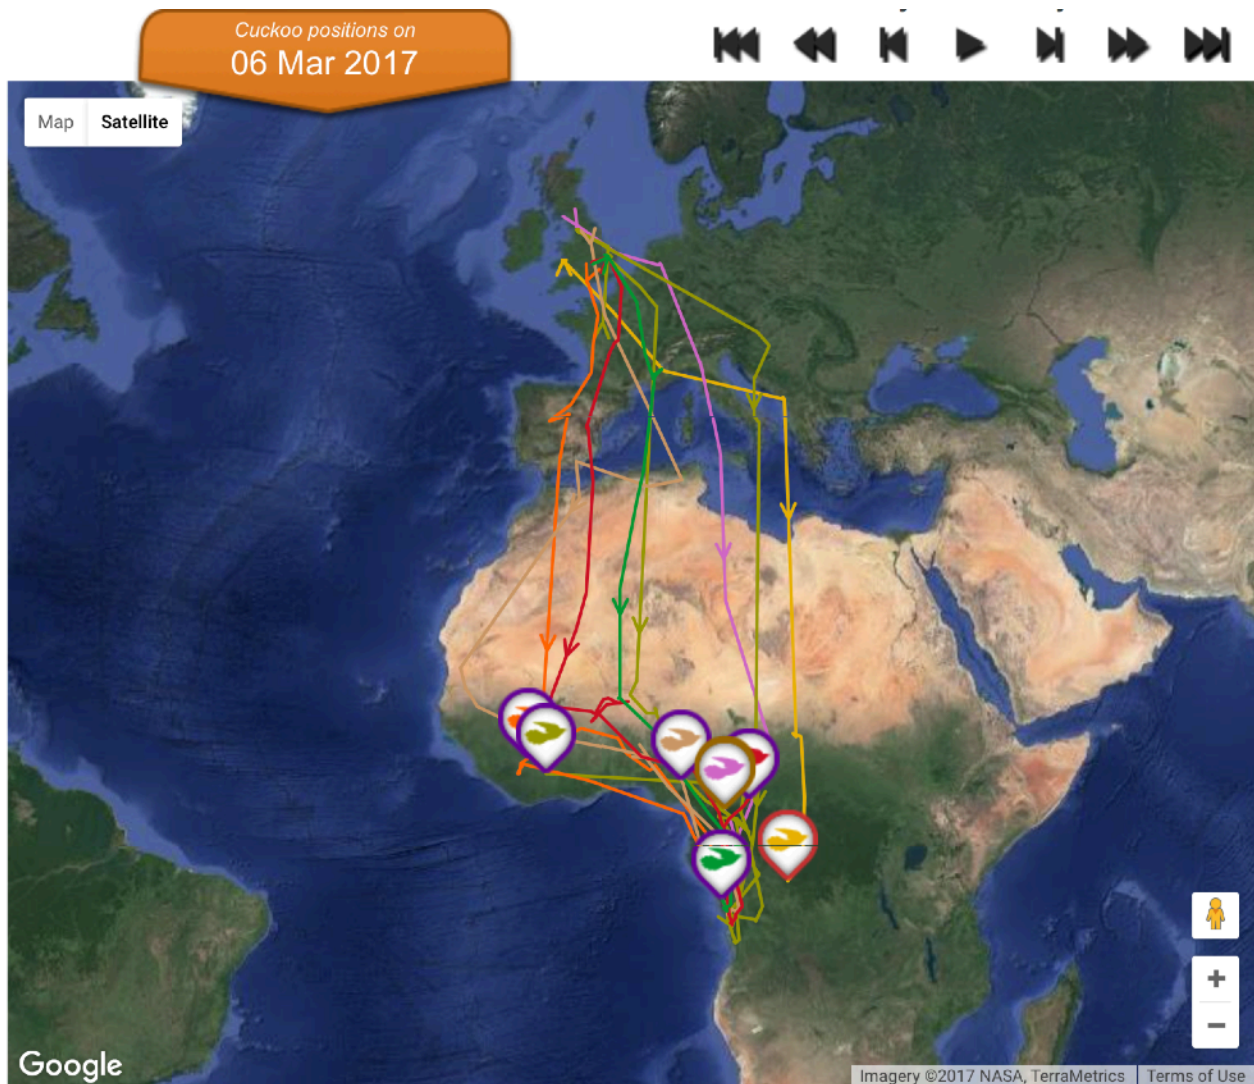 Cuckoo positions on
06 Mar 2017
Map Satellite
Google
Imagery ©2017 NASA, TerraMetrics Terms of Use